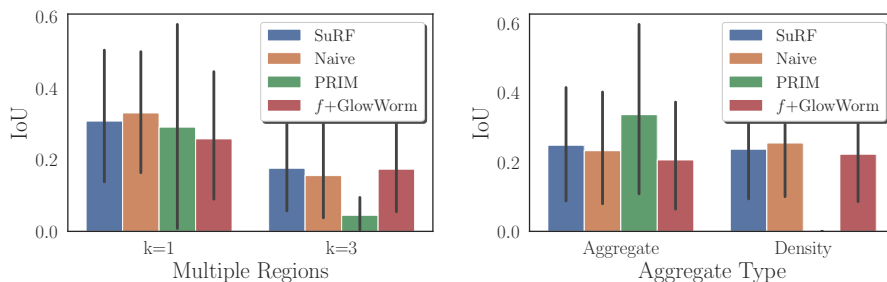 0.6
0.4
0.2
0.0
IoU
SuRF
Naive
PRIM
f+GlowWorm
k=1
k=3
Multiple Regions
0.6
0.4
0.2
0.0
IoU
SuRF
Naive
PRIM
f+GlowWorm
Aggregate
Density
Aggregate Type